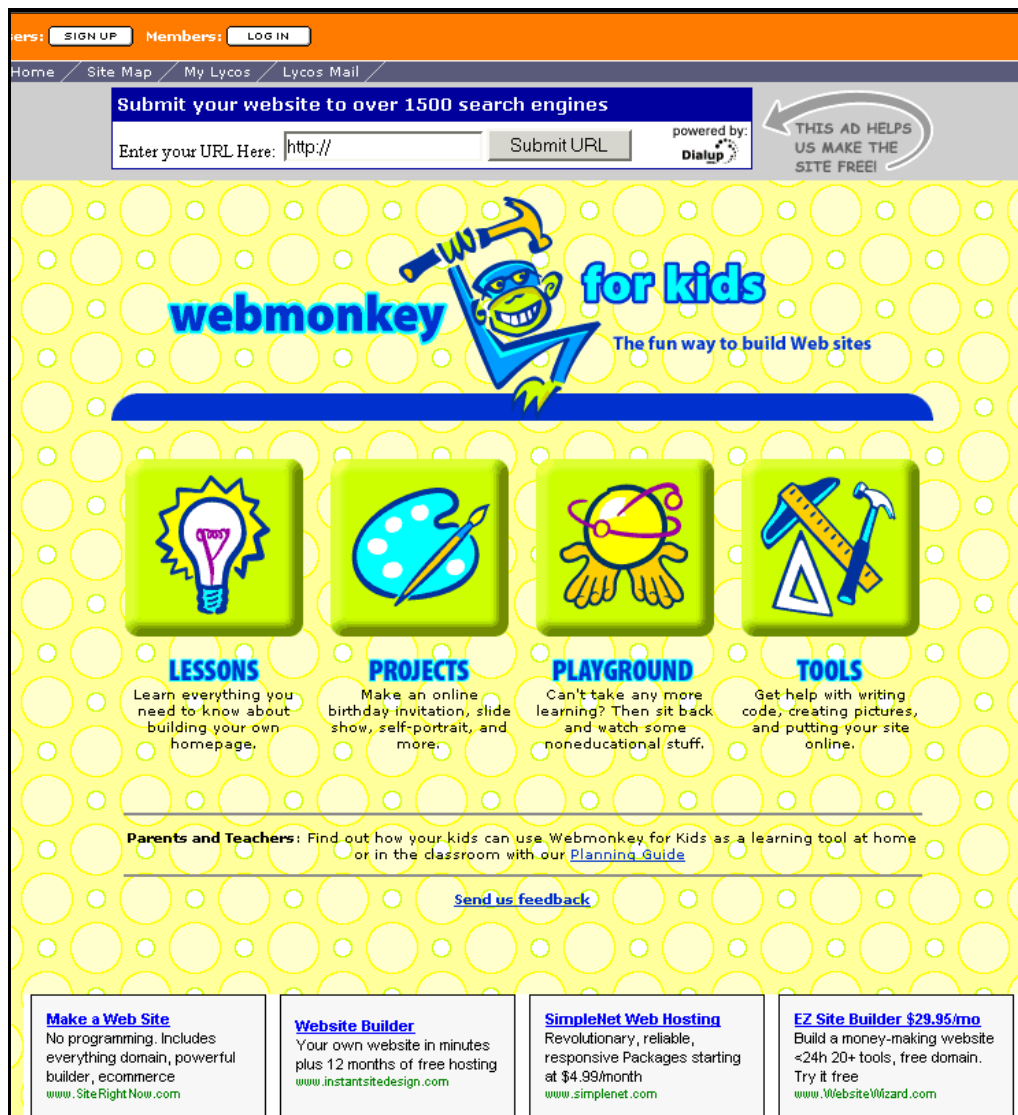 ers: SIGN UP Members: LOG IN
Home / Site Map / My Lycos / Lycos Mail /
Submit your website to over 1500 search engines
Enter your URL Here: http:// Submit URL
powered by:
Dialup
THIS AD HELPS
US MAKE THE
SITE FREE!
webmonkey for kids
The fun way to build Web sites
LESSONS
Learn everything you
need to know about
building your own
homepage.
PROJECTS
Make an online
birthday invitation, slide
show, self-portrait, and
more.
PLAYGROUND
Can't take any more
learning? Then sit back
and watch some
noneducational stuff.
TOOLS
Get help with writing
code, creating pictures,
and putting your site
online.
Parents and Teachers: Find out how your kids can use Webmonkey for Kids as a learning tool at home
or in the classroom with our Planning Guide
Send us feedback
Make a Web Site
No programming. Includes
everything domain, powerful
builder, ecommerce
www.SiteRightNow.com
Website Builder
Your own website in minutes
plus 12 months of free hosting
www.instantsitedesign.com
SimpleNet Web Hosting
Revolutionary, reliable,
responsive Packages starting
at $4.99/month
www.simplenet.com
EZ Site Builder $29.95/mo
Build a money-making website
<24h 20+ tools, free domain.
Try it free
www.WebsiteWizard.com